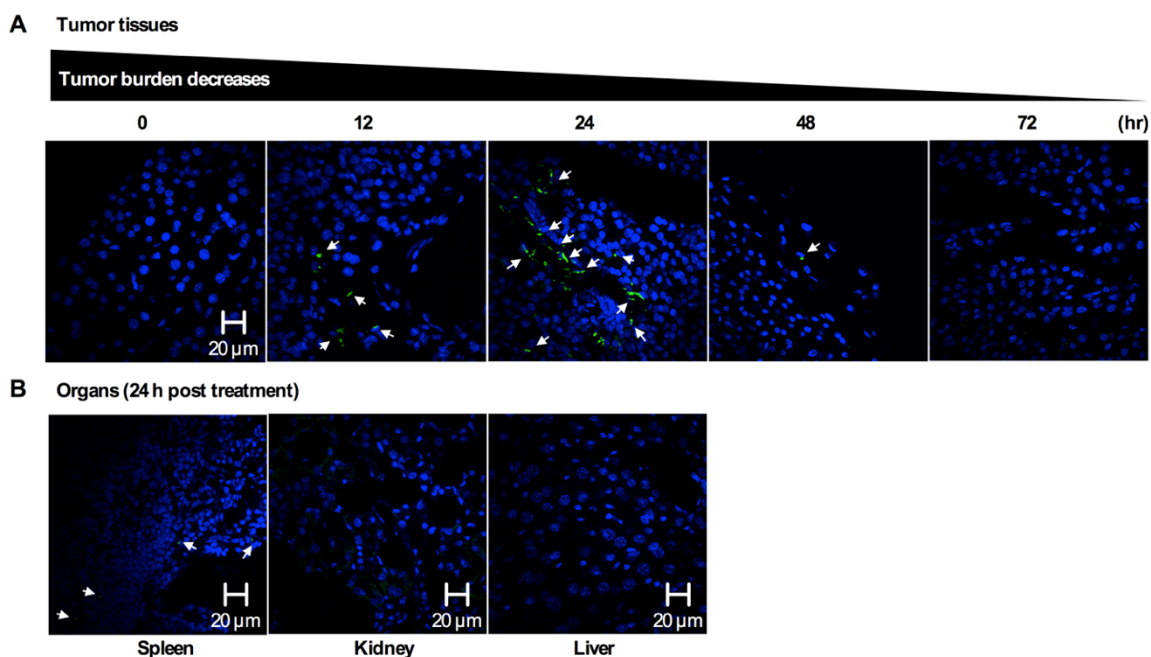 A Tumor tissues
Tumor burden decreases
0 12 24 48 72 (hr)
20 µm
B Organs (24 h post treatment)
20 µm 20 µm 20 µm
Spleen Kidney Liver